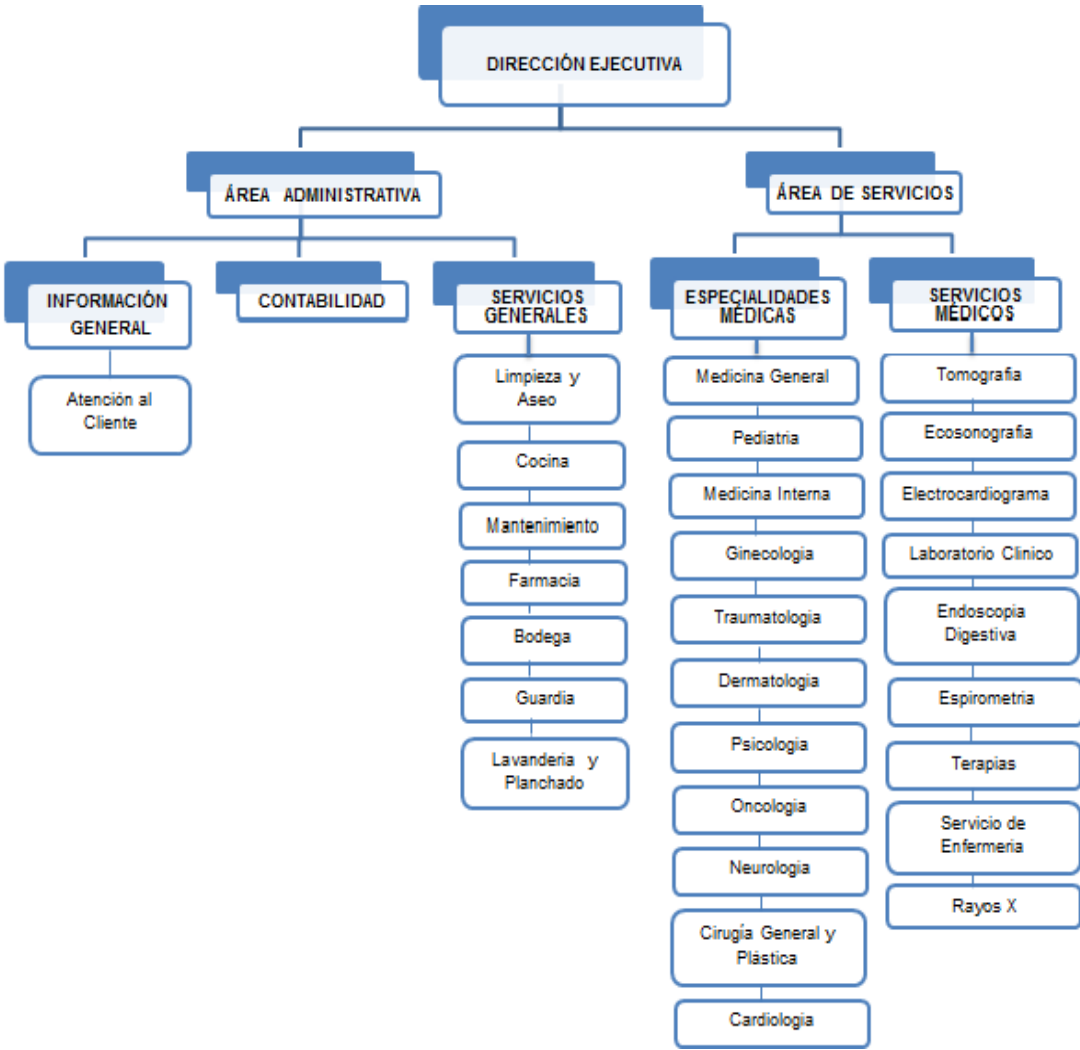 DIRECCIÓN EJECUTIVA
ÁREA ADMINISTRATIVA
ÁREA DE SERVICIOS
INFORMACIÓN
GENERAL
Atención al
Cliente
CONTABILIDAD
SERVICIOS
GENERALES
Limpieza y
Aseo
Cocina
Mantenimiento
Farmacia
Bodega
Guardia
Lavanderia y
Planchado
ESPECIALIDADES
MÉDICAS
Medicina General
Pediatria
Medicina Interna
Ginecologia
Traumatologia
Dermatologia
Psicologia
Oncologia
Neurologia
Cirugía General y
Plástica
Cardiologia
SERVICIOS
MÉDICOS
Tomografia
Ecosonografia
Electrocardiograma
Laboratorio Clinico
Endoscopia
Digestiva
Espirometria
Terapias
Servicio de
Enfermeria
Rayos X